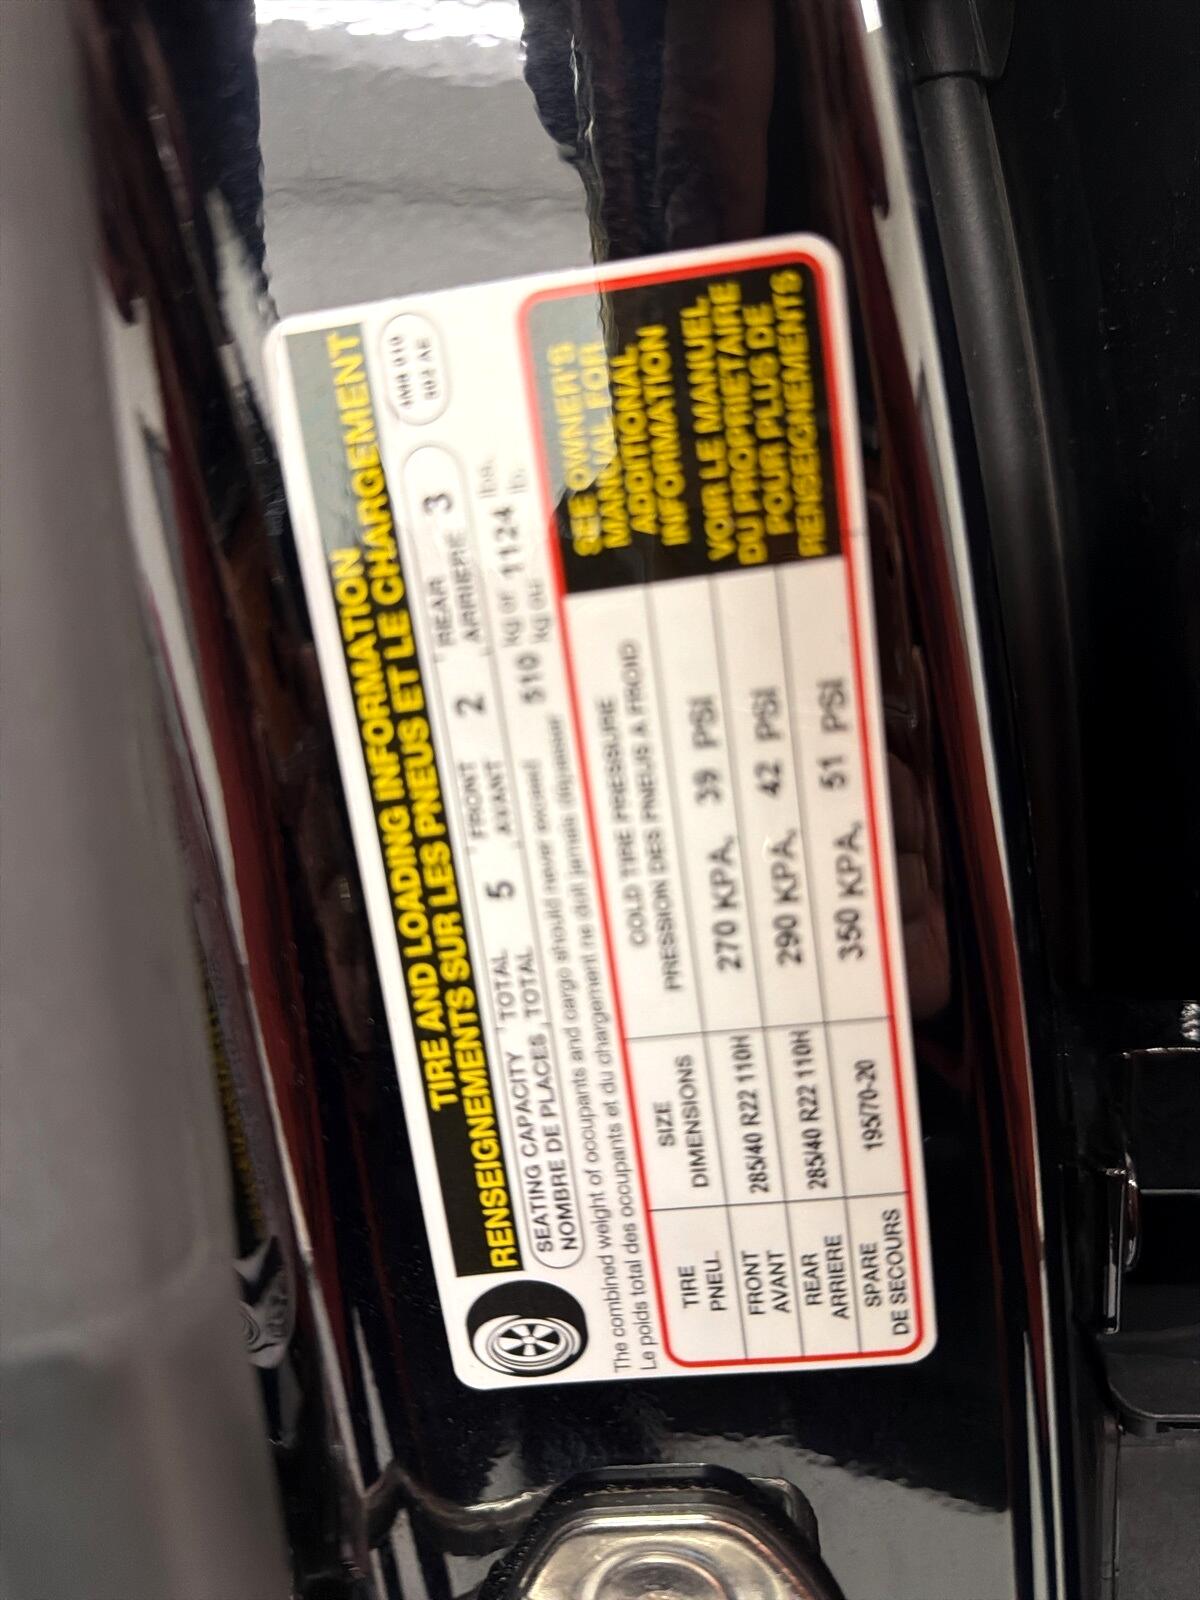 TIRE AND LOADING INFORMATION
RENSEIGNEMENTS SUR LES PNEUS ET LE CHARGEMENT
SEATING CAPACITY TOTAL 5 FRONT 2 REAR 3
NOMBRE DE PLACES TOTAL AVANT ARRIERE
The combined weight of occupants and cargo should never exceed 510 kg or 1124 lbs.
Le poids total des occupants et du chargement ne doit jamais dépasser kg ou lb.
TIRE SIZE COLD TIRE PRESSURE
PNEU DIMENSIONS PRESSION DES PNEUS A FROID
FRONT
AVANT 285/40 R22 110H 270 KPA, 39 PSI
REAR
ARRIERE 285/40 R22 110H 290 KPA, 42 PSI
SPARE
DE SECOURS 195/70-20 350 KPA, 51 PSI
SEE OWNER'S
MANUAL FOR
ADDITIONAL
INFORMATION
VOIR LE MANUEL
DU PROPRIETAIRE
POUR PLUS DE
RENSEIGNEMENTS